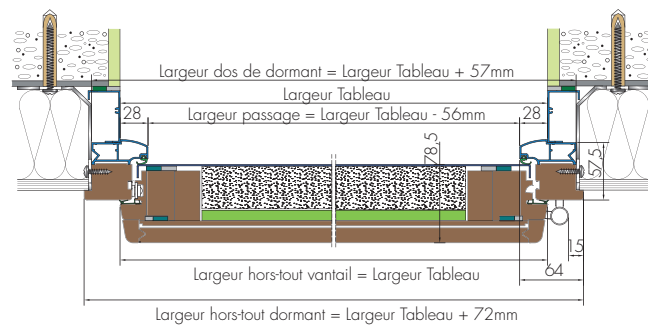 Largeur dos de dormant = Largeur Tableau + 57mm
Largeur Tableau
28
Largeur passage = Largeur Tableau - 56mm
28
78,5
57,5
Largeur hors-tout vantail = Largeur Tableau
15
64
Largeur hors-tout dormant = Largeur Tableau + 72mm